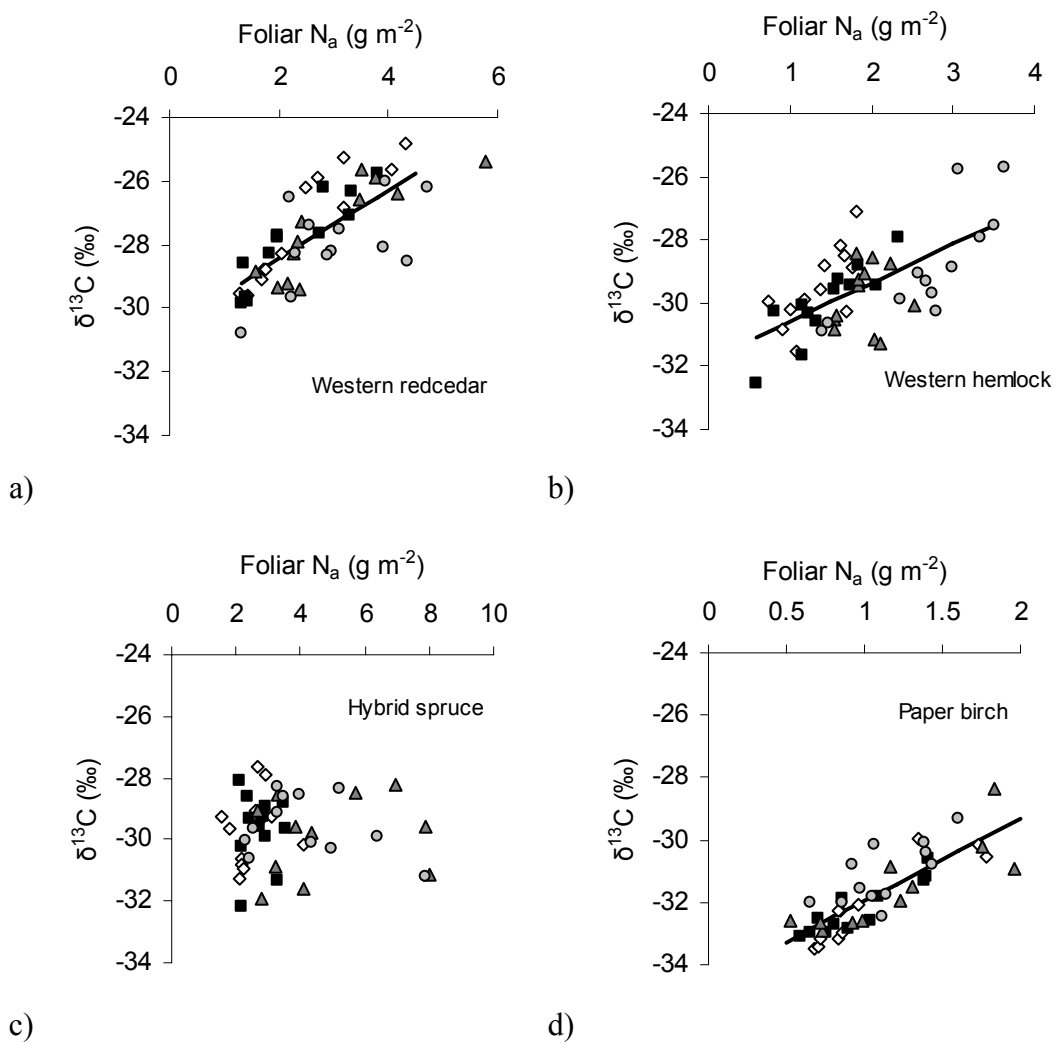 Foliar Nₐ (g m⁻²)
0 2 4 6
-24
-26
-28
-30
-32
-34
δ¹³C (‰)
Western redcedar
a)
Foliar Nₐ (g m⁻²)
0 1 2 3 4
-24
-26
-28
-30
-32
-34
δ¹³C (‰)
Western hemlock
b)
Foliar Nₐ (g m⁻²)
0 2 4 6 8 10
-24
-26
-28
-30
-32
-34
δ¹³C (‰)
Hybrid spruce
c)
Foliar Nₐ (g m⁻²)
0 0.5 1 1.5 2
-24
-26
-28
-30
-32
-34
δ¹³C (‰)
Paper birch
d)